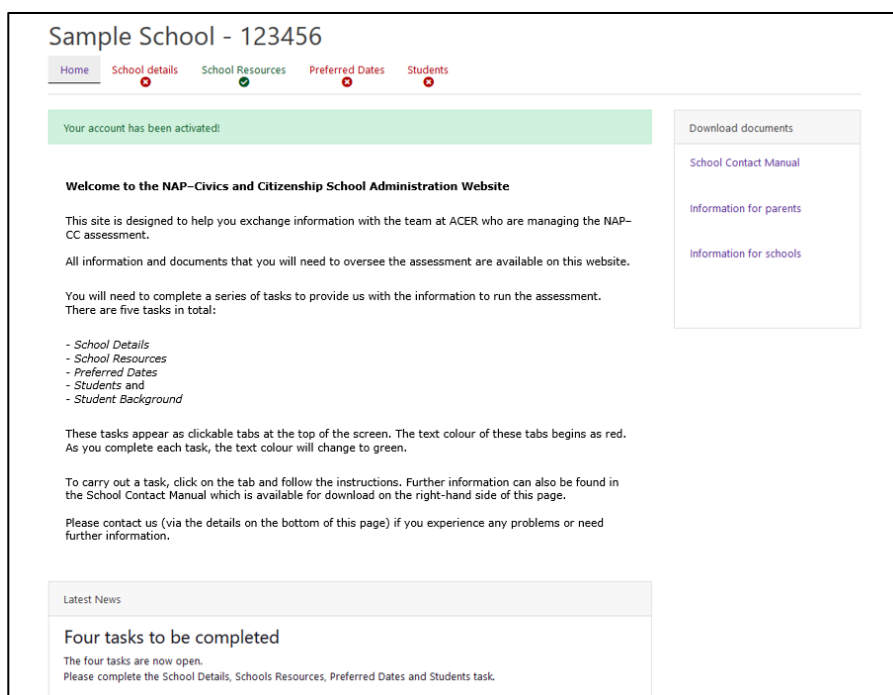 Sample School - 123456
Home School details School Resources Preferred Dates Students
Your account has been activated!
Welcome to the NAP–Civics and Citizenship School Administration Website
This site is designed to help you exchange information with the team at ACER who are managing the NAP–
CC assessment.
All information and documents that you will need to oversee the assessment are available on this website.
You will need to complete a series of tasks to provide us with the information to run the assessment.
There are five tasks in total:
- School Details
- School Resources
- Preferred Dates
- Students and
- Student Background
These tasks appear as clickable tabs at the top of the screen. The text colour of these tabs begins as red.
As you complete each task, the text colour will change to green.
To carry out a task, click on the tab and follow the instructions. Further information can also be found in
the School Contact Manual which is available for download on the right-hand side of this page.
Please contact us (via the details on the bottom of this page) if you experience any problems or need
further information.
Download documents
School Contact Manual
Information for parents
Information for schools
Latest News
Four tasks to be completed
The four tasks are now open.
Please complete the School Details, Schools Resources, Preferred Dates and Students task.